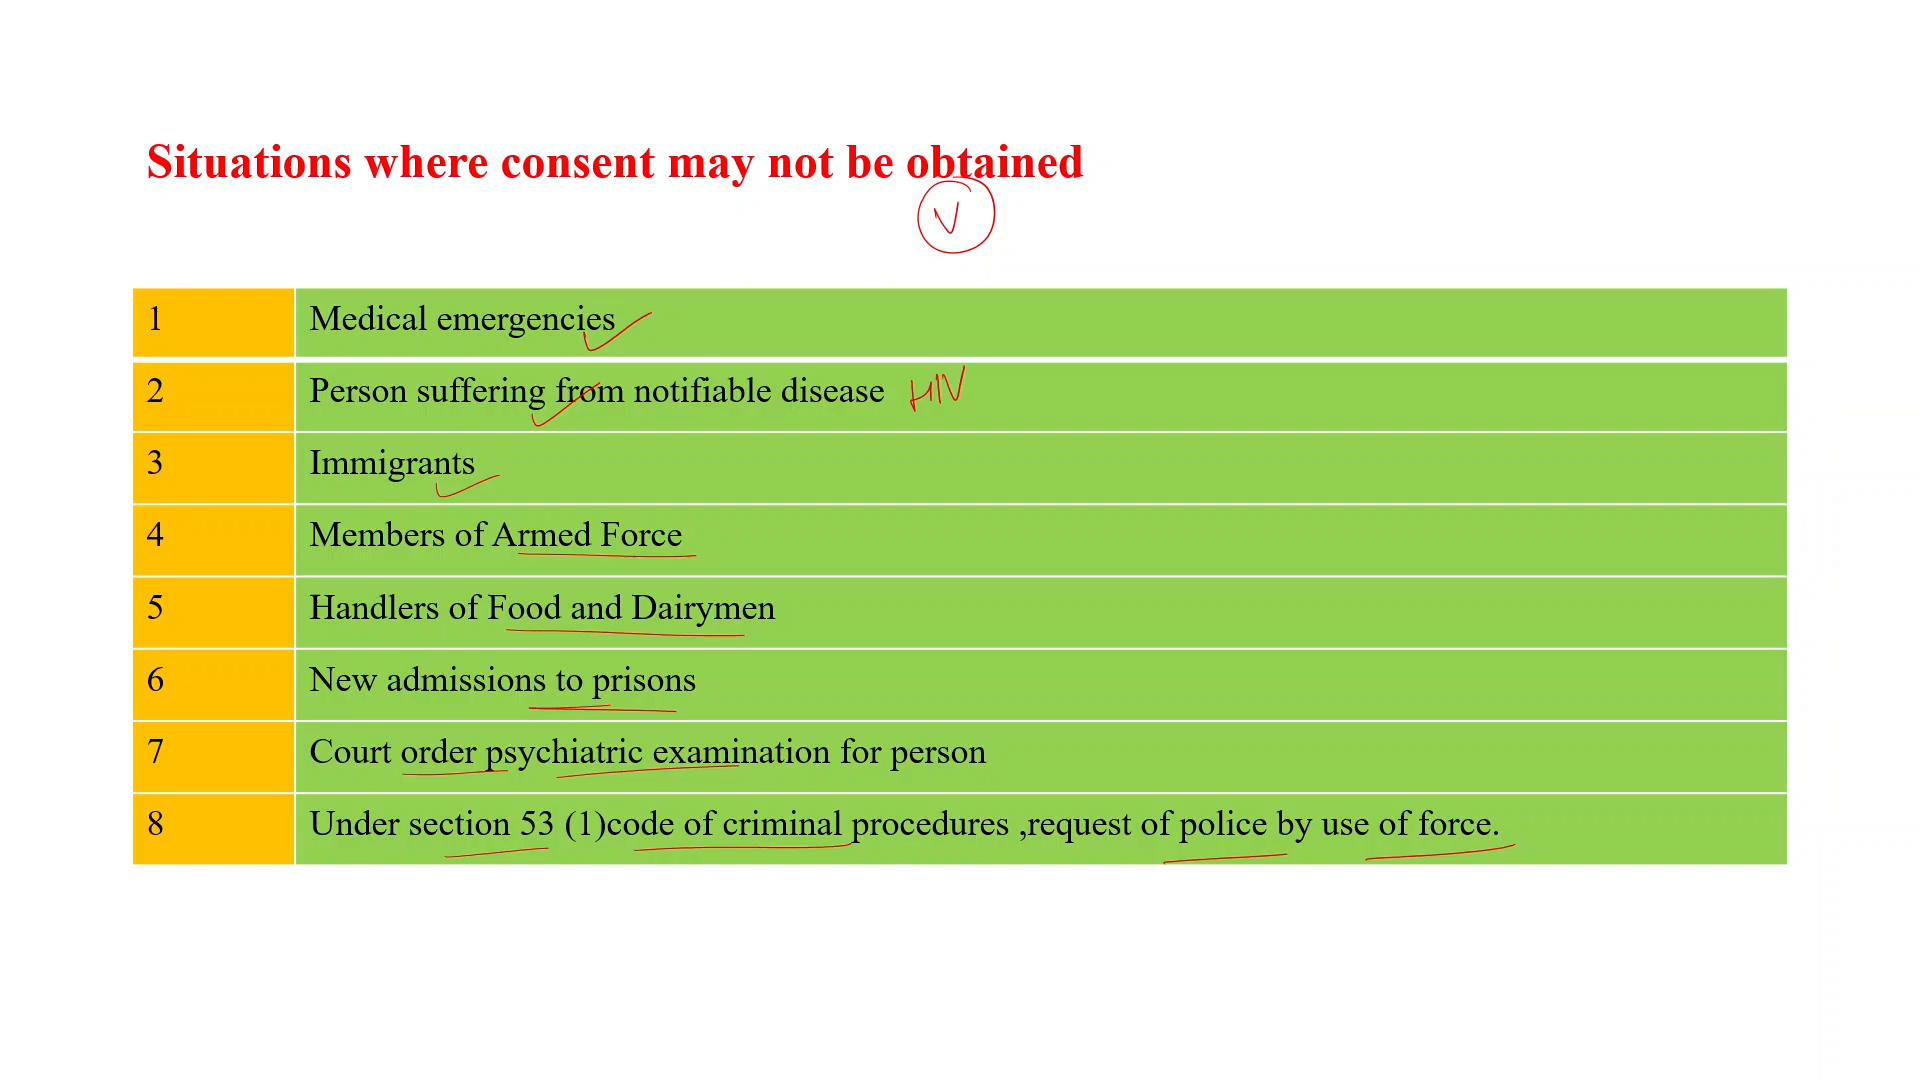 Situations where consent may not be obtained
V
1 Medical emergencies
2 Person suffering from notifiable disease HIV
3 Immigrants
4 Members of Armed Force
5 Handlers of Food and Dairymen
6 New admissions to prisons
7 Court order psychiatric examination for person
8 Under section 53 (1)code of criminal procedures ,request of police by use of force.